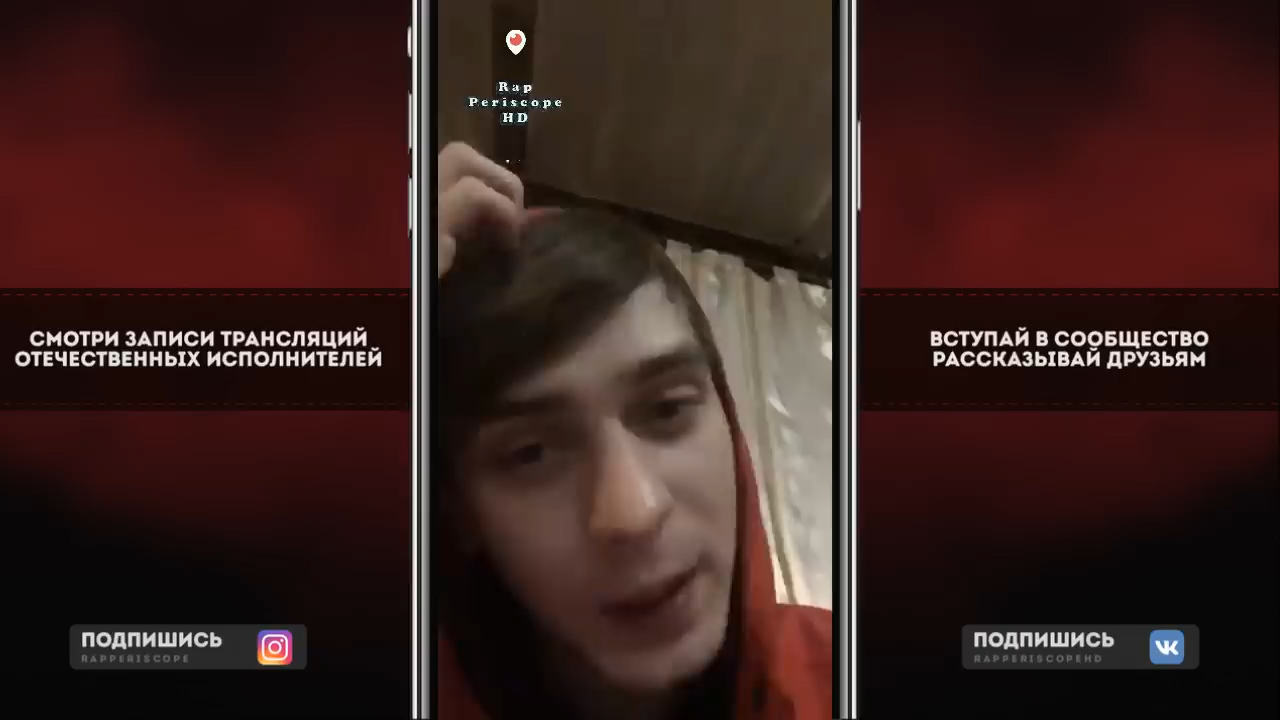 Rap
Periscope
HD
СМОТРИ ЗАПИСИ ТРАНСЛЯЦИЙ
ОТЕЧЕСТВЕННЫХ ИСПОЛНИТЕЛЕЙ
ВСТУПАЙ В СООБЩЕСТВО
РАССКАЗЫВАЙ ДРУЗЬЯМ
ПОДПИШИСЬ
RAPPERISCOPE
ПОДПИШИСЬ
RAPPERISCOPEHD